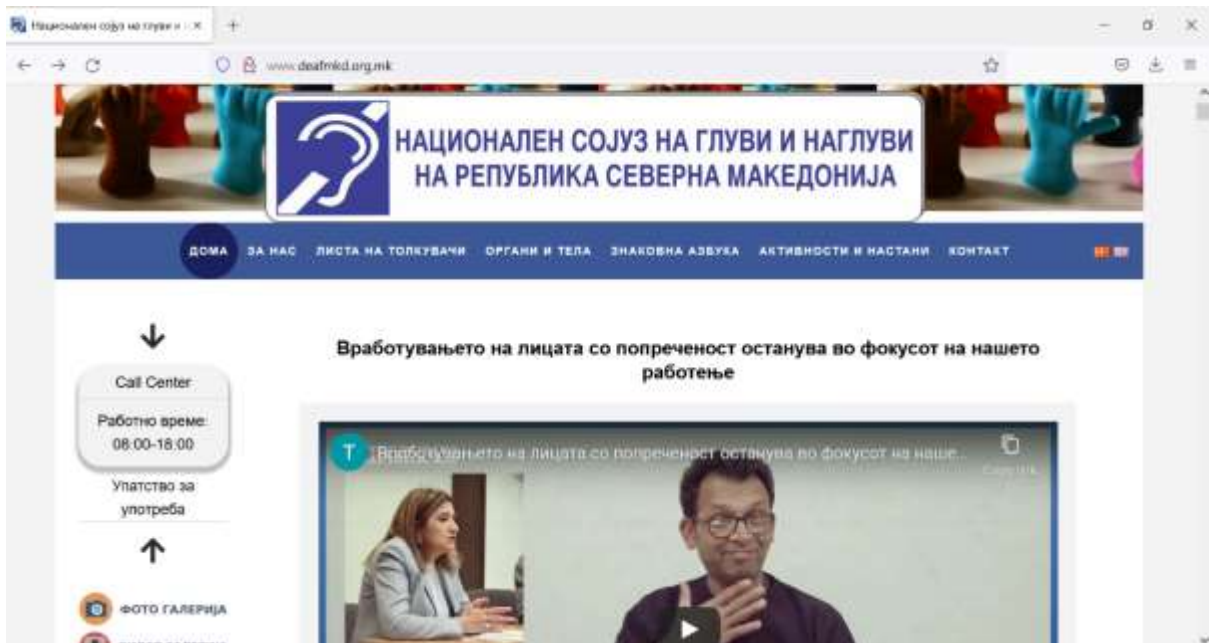 Национален сојуз на глуви и
www.deafmkd.org.mk
НАЦИОНАЛЕН СОЈУЗ НА ГЛУВИ И НАГЛУВИ
НА РЕПУБЛИКА СЕВЕРНА МАКЕДОНИЈА
ДОМА ЗА НАС ЛИСТА НА ТОЛКУВАЧИ ОРГАНИ И ТЕЛА ЗНАКОВНА АЗБУКА АКТИВНОСТИ И НАСТАНИ КОНТАКТ
Call Center
Работно време:
08:00-16:00
Упатство за
употреба
ФОТО ГАЛЕРИЈА
Вработувањето на лицата со попреченост останува во фокусот на нашето
работење
Т Вработувањето на лицата со попреченост останува во фокусот на наше...